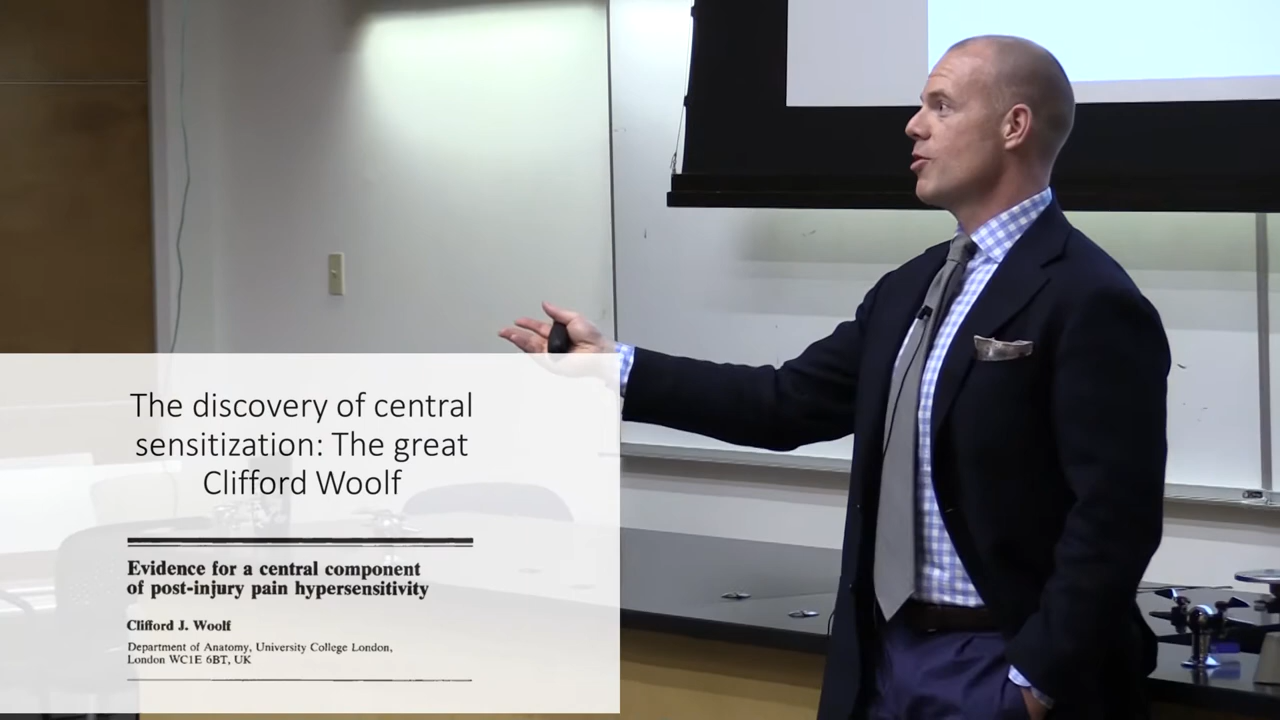 The discovery of central
sensitization: The great
Clifford Woolf
Evidence for a central component
of post-injury pain hypersensitivity
Clifford J. Woolf
Department of Anatomy, University College London,
London WC1E 6BT, UK